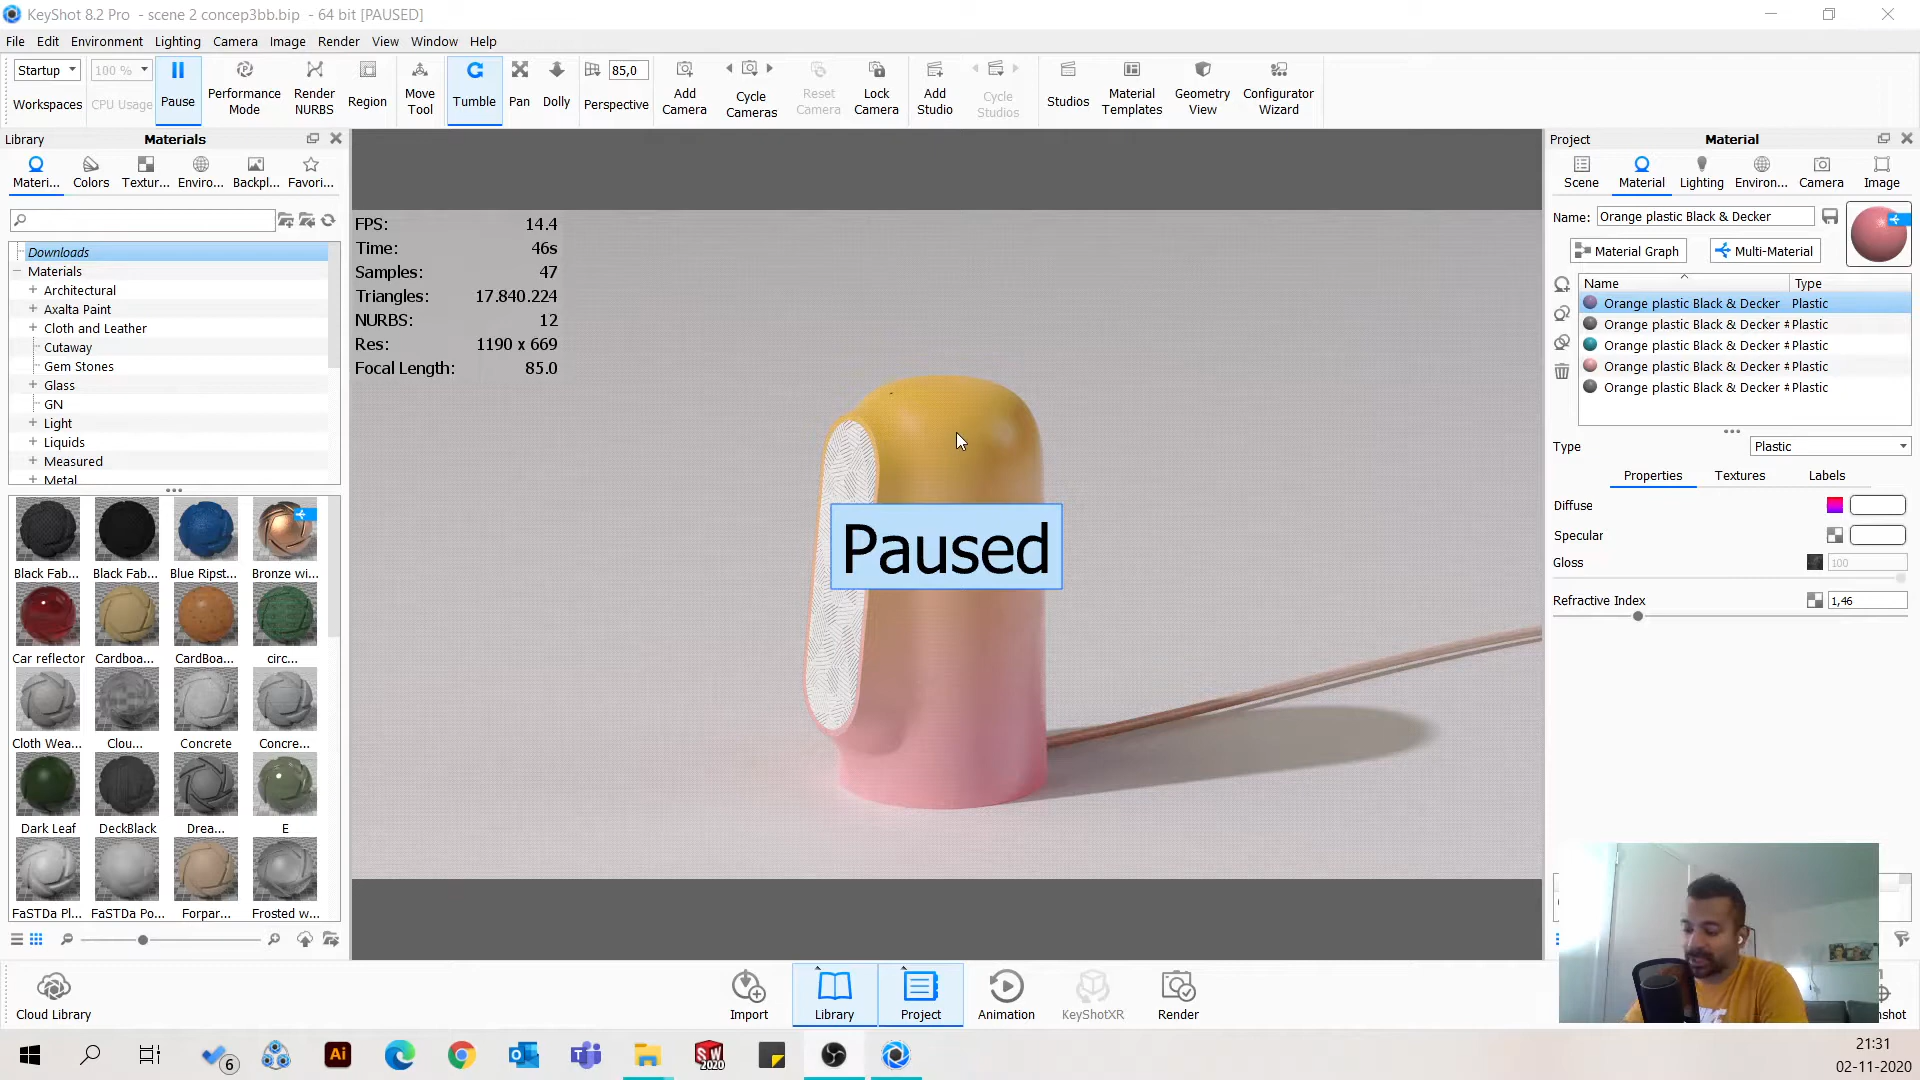 KeyShot 8.2 Pro - scene 2 concep3bb.bip - 64 bit [PAUSED]
File Edit Environment Lighting Camera Image Render View Window Help
Startup 100 % 85,0
Workspaces CPU Usage Pause Performance Mode Render NURBS Region Move Tool Tumble Pan Dolly Perspective Add Camera Cycle Cameras Reset Camera Lock Camera Add Studio Cycle Studios Studios Material Templates Geometry View Configurator Wizard
Library Materials
Materi... Colors Textur... Enviro... Backpl... Favori...
Downloads
Materials
Architectural
Axalta Paint
Cloth and Leather
Cutaway
Gem Stones
Glass
GN
Light
Liquids
Measured
Metal
Black Fab... Black Fab... Blue Ripst... Bronze wi...
Car reflector Cardboa... CardBoa... circ...
Cloth Wea... Clou... Concrete Concre...
Dark Leaf DeckBlack Drea... E
FaSTDa Pl... FaSTDa Po... Forpar... Frosted w...
FPS: 14.4
Time: 46s
Samples: 47
Triangles: 17.840.224
NURBS: 12
Res: 1190 x 669
Focal Length: 85.0
Paused
Project Material
Scene Material Lighting Environ... Camera Image
Name: Orange plastic Black & Decker
Material Graph Multi-Material
Name Type
Orange plastic Black & Decker Plastic
Orange plastic Black & Decker # Plastic
Orange plastic Black & Decker # Plastic
Orange plastic Black & Decker # Plastic
Orange plastic Black & Decker # Plastic
Type Plastic
Properties Textures Labels
Diffuse
Specular
Gloss 100
Refractive Index 1,46
Cloud Library Import Library Project Animation KeyShotXR Render
6 Ai SW 2020
21:31
02-11-2020